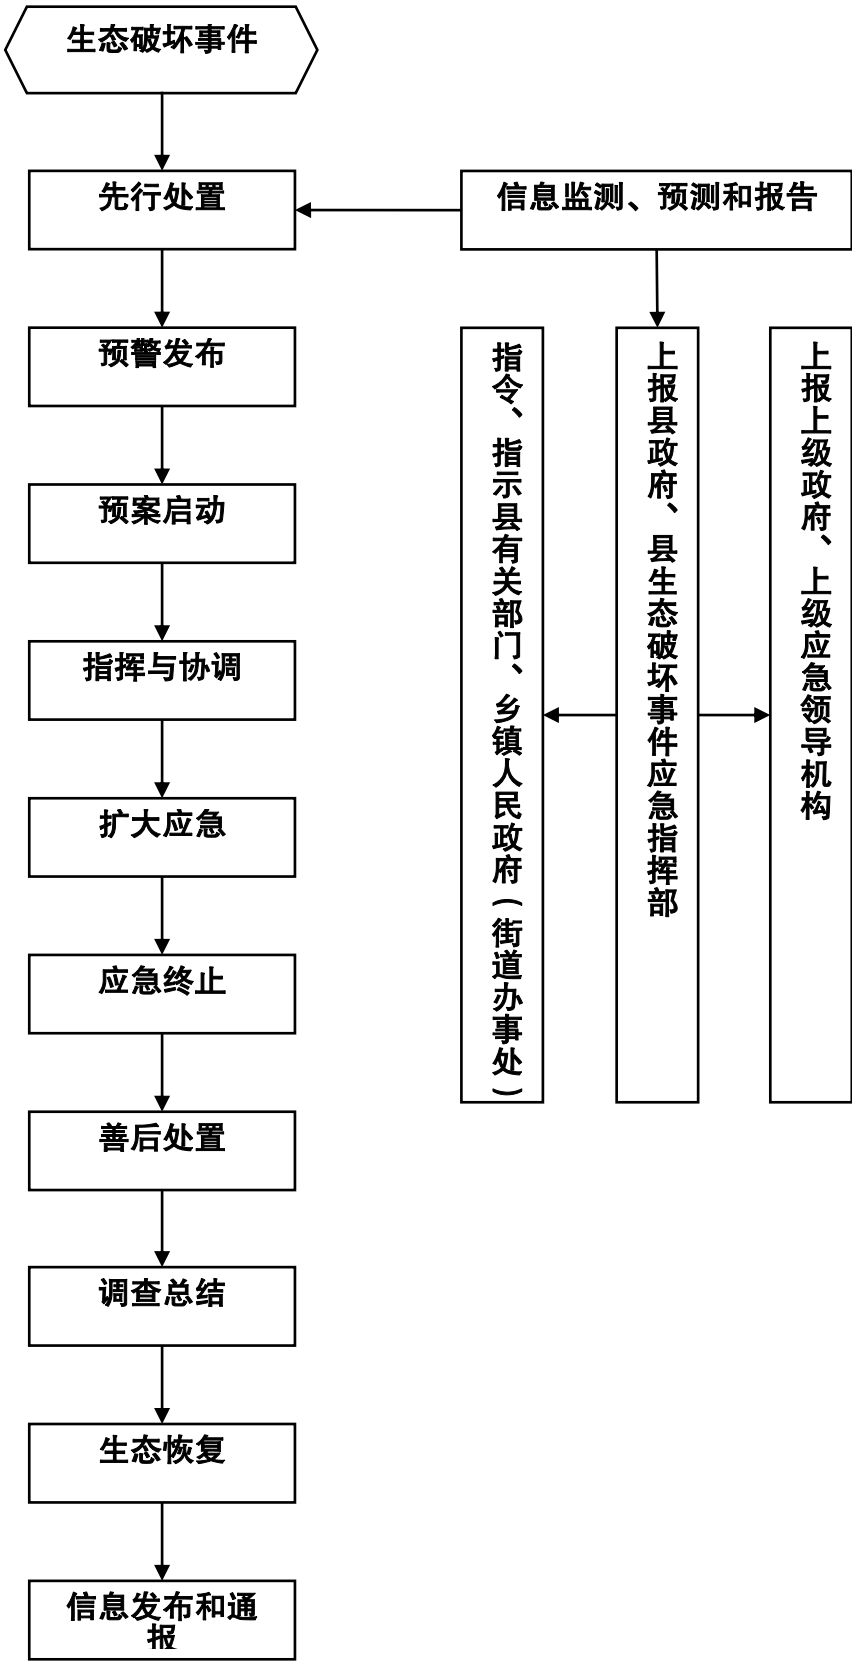 生态破坏事件
先行处置
信息监测、预测和报告
预警发布
预案启动
指挥与协调
扩大应急
应急终止
善后处置
调查总结
生态恢复
信息发布和通
报
指令、指示县有关部门、乡镇人民政府（街道办事处）
上报县政府、县生态破坏事件应急指挥部
上报上级政府、上级应急领导机构